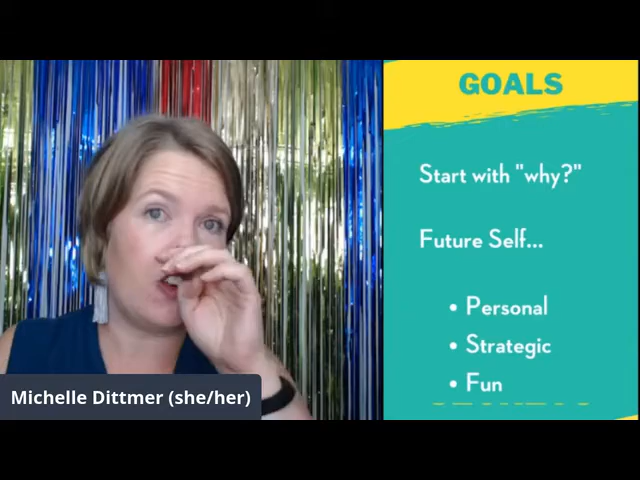 GOALS
Start with "why?"
Future Self...
• Personal
• Strategic
• Fun
Michelle Dittmer (she/her)